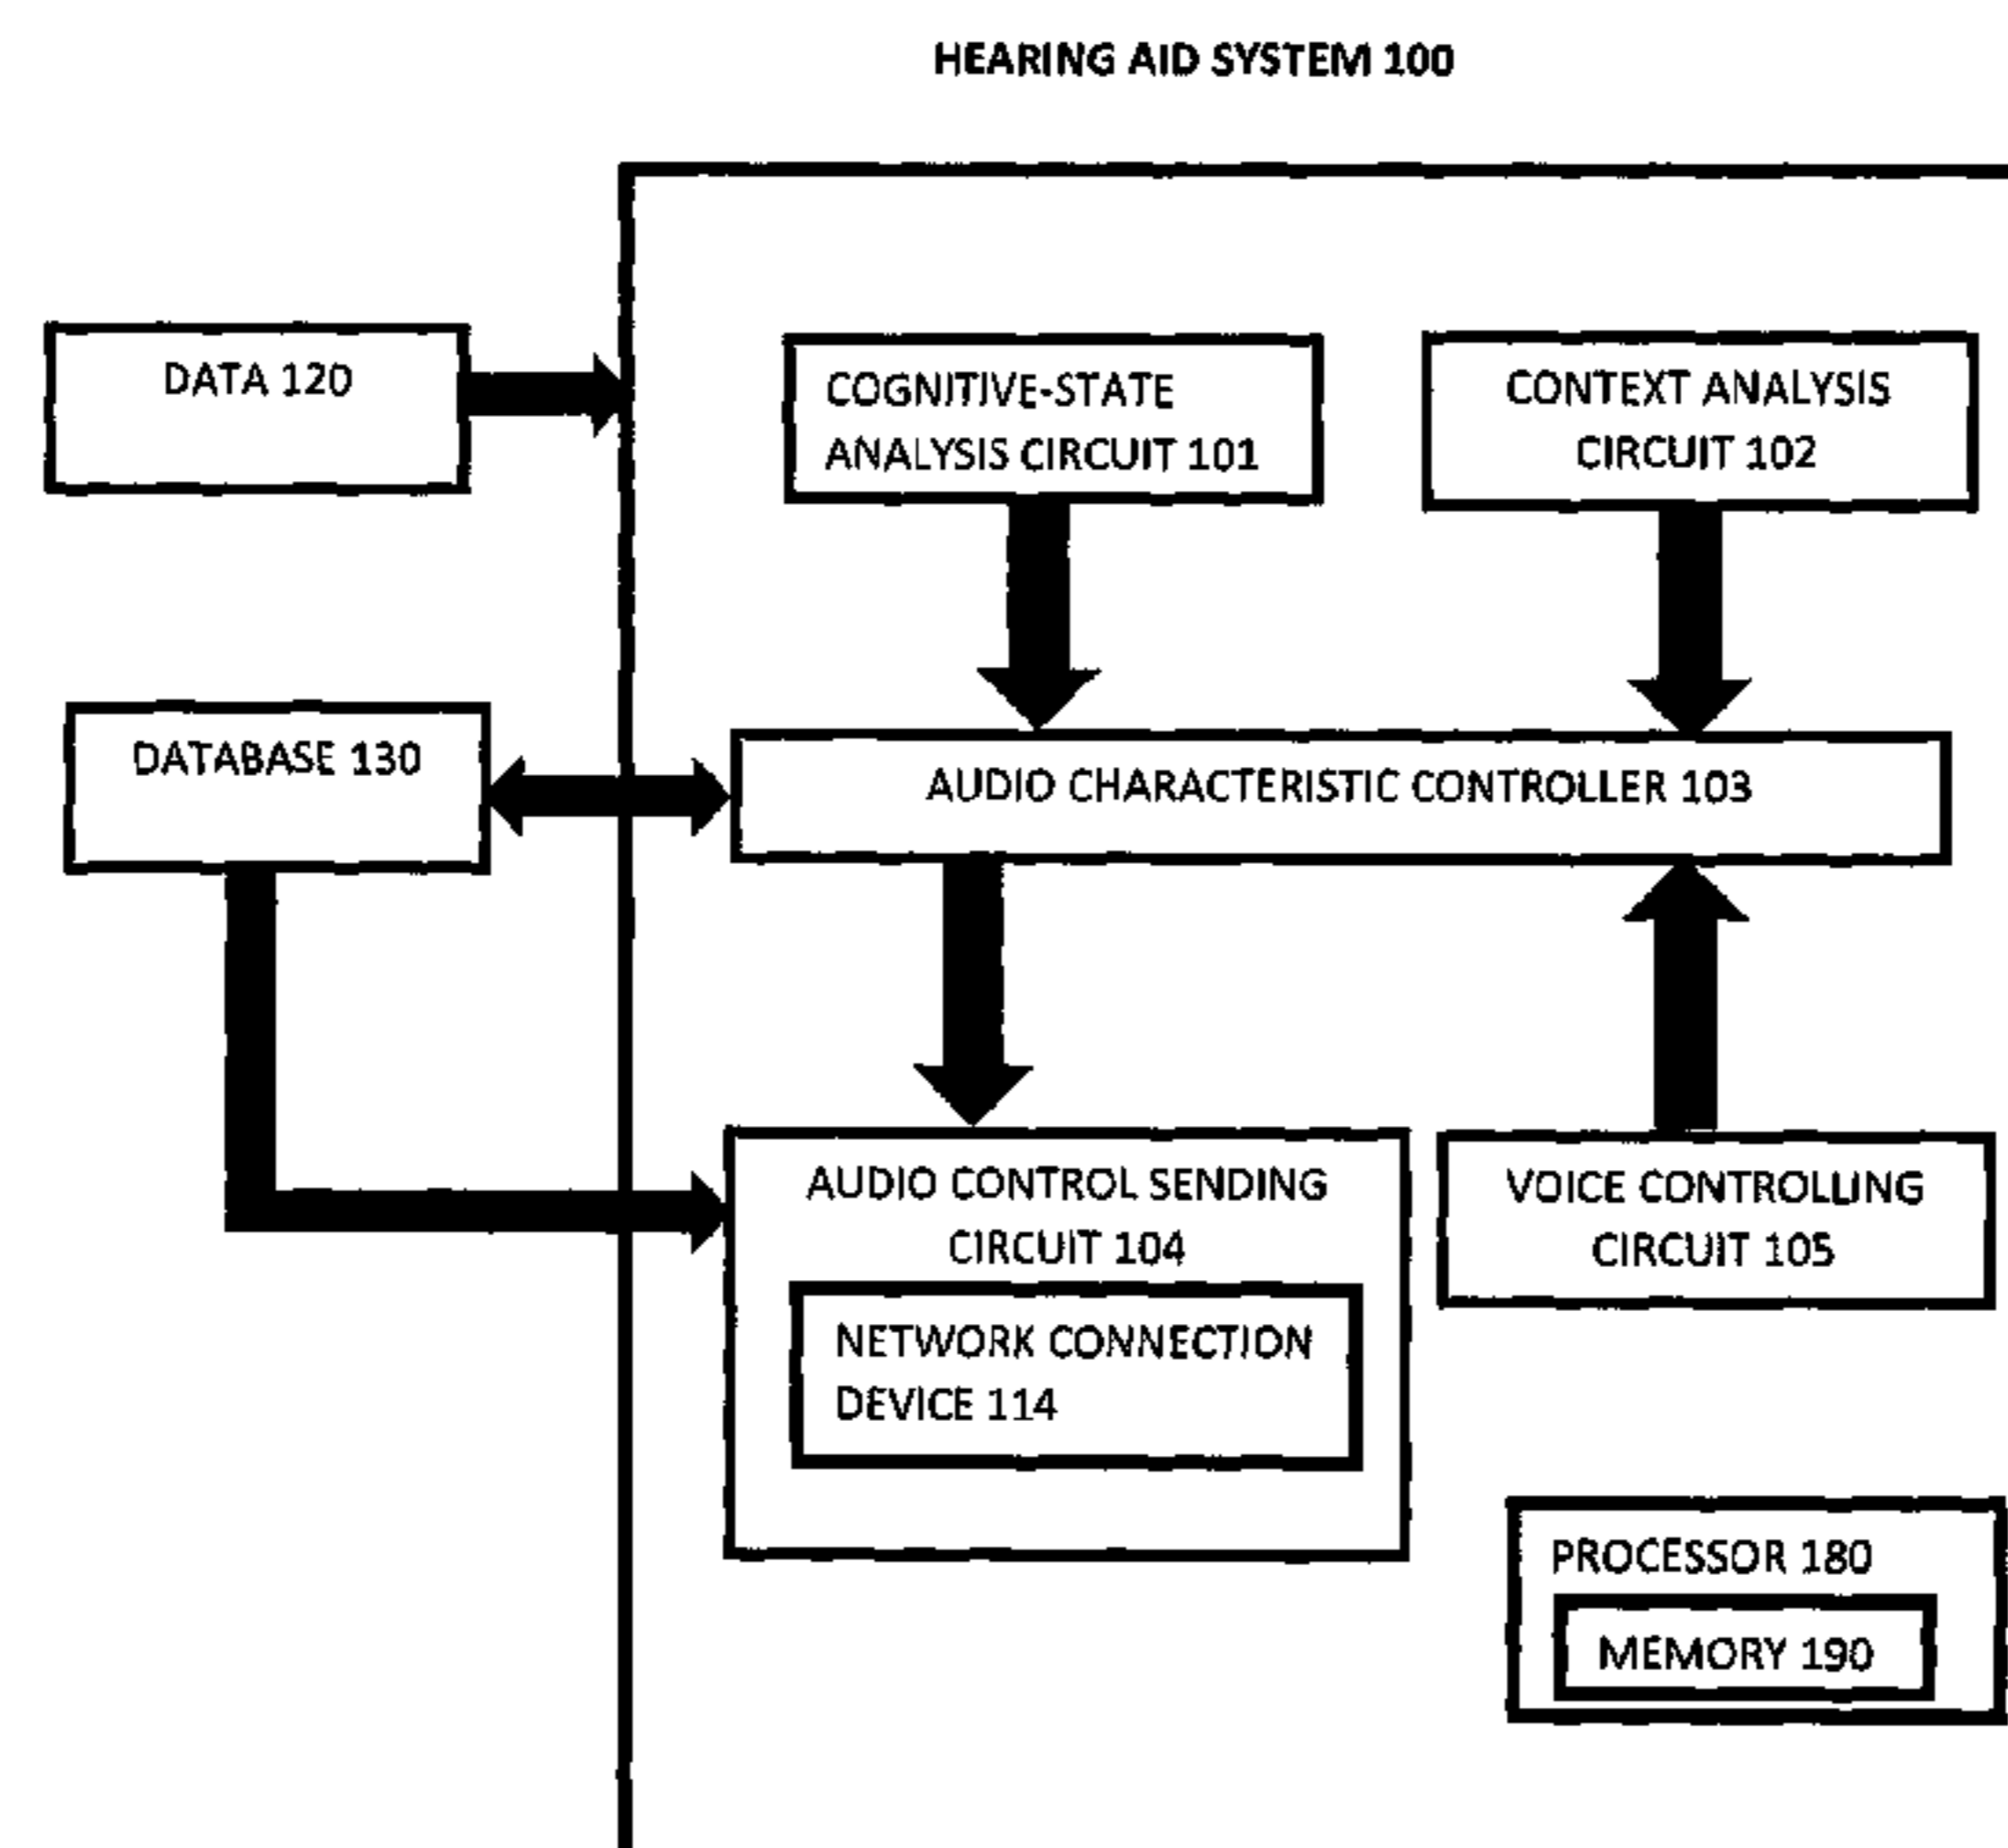 HEARING AID SYSTEM 100
DATA 120
COGNITIVE-STATE
ANALYSIS CIRCUIT 101
CONTEXT ANALYSIS
CIRCUIT 102
DATABASE 130
AUDIO CHARACTERISTIC CONTROLLER 103
AUDIO CONTROL SENDING
CIRCUIT 104
NETWORK CONNECTION
DEVICE 114
VOICE CONTROLLING
CIRCUIT 105
PROCESSOR 180
MEMORY 190